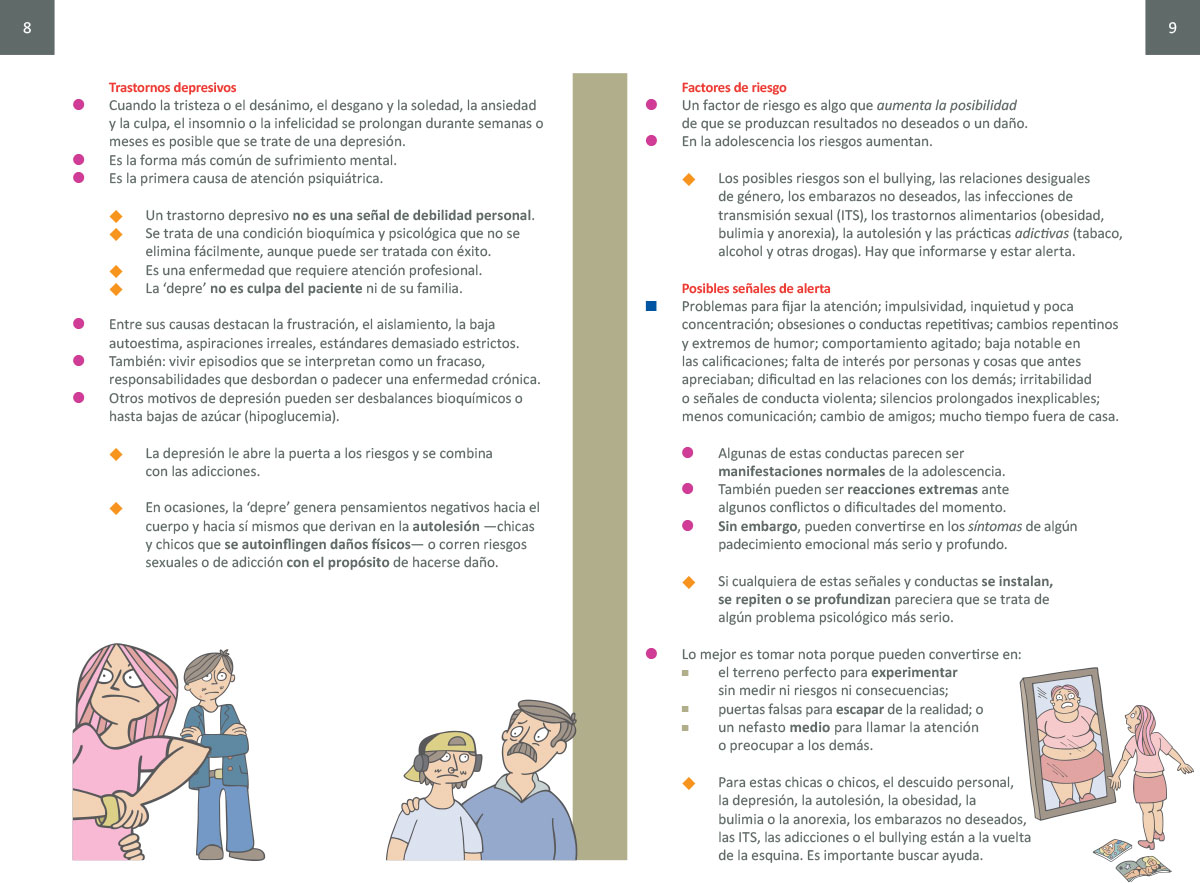 8
Trastornos depresivos
Cuando la tristeza o el desánimo, el desgano y la soledad, la ansiedad
y la culpa, el insomnio o la infelicidad se prolongan durante semanas o
meses es posible que se trate de una depresión.
Es la forma más común de sufrimiento mental.
Es la primera causa de atención psiquiátrica.
Un trastorno depresivo no es una señal de debilidad personal.
Se trata de una condición bioquímica y psicológica que no se
elimina fácilmente, aunque puede ser tratada con éxito.
Es una enfermedad que requiere atención profesional.
La ‘depre’ no es culpa del paciente ni de su familia.
Entre sus causas destacan la frustración, el aislamiento, la baja
autoestima, aspiraciones irreales, estándares demasiado estrictos.
También: vivir episodios que se interpretan como un fracaso,
responsabilidades que desbordan o padecer una enfermedad crónica.
Otros motivos de depresión pueden ser desbalances bioquímicos o
hasta bajas de azúcar (hipoglucemia).
La depresión le abre la puerta a los riesgos y se combina
con las adicciones.
En ocasiones, la ‘depre’ genera pensamientos negativos hacia el
cuerpo y hacia sí mismos que derivan en la autolesión —chicas
y chicos que se autoinflingen daños físicos— o corren riesgos
sexuales o de adicción con el propósito de hacerse daño.
9
Factores de riesgo
Un factor de riesgo es algo que aumenta la posibilidad
de que se produzcan resultados no deseados o un daño.
En la adolescencia los riesgos aumentan.
Los posibles riesgos son el bullying, las relaciones desiguales
de género, los embarazos no deseados, las infecciones de
transmisión sexual (ITS), los trastornos alimentarios (obesidad,
bulimia y anorexia), la autolesión y las prácticas adictivas (tabaco,
alcohol y otras drogas). Hay que informarse y estar alerta.
Posibles señales de alerta
Problemas para fijar la atención; impulsividad, inquietud y poca
concentración; obsesiones o conductas repetitivas; cambios repentinos
y extremos de humor; comportamiento agitado; baja notable en
las calificaciones; falta de interés por personas y cosas que antes
apreciaban; dificultad en las relaciones con los demás; irritabilidad
o señales de conducta violenta; silencios prolongados inexplicables;
menos comunicación; cambio de amigos; mucho tiempo fuera de casa.
Algunas de estas conductas parecen ser
manifestaciones normales de la adolescencia.
También pueden ser reacciones extremas ante
algunos conflictos o dificultades del momento.
Sin embargo, pueden convertirse en los síntomas de algún
padecimiento emocional más serio y profundo.
Si cualquiera de estas señales y conductas se instalan,
se repiten o se profundizan pareciera que se trata de
algún problema psicológico más serio.
Lo mejor es tomar nota porque pueden convertirse en:
el terreno perfecto para experimentar
sin medir ni riesgos ni consecuencias;
puertas falsas para escapar de la realidad; o
un nefasto medio para llamar la atención
o preocupar a los demás.
Para estas chicas o chicos, el descuido personal,
la depresión, la autolesión, la obesidad, la
bulimia o la anorexia, los embarazos no deseados,
las ITS, las adicciones o el bullying están a la vuelta
de la esquina. Es importante buscar ayuda.